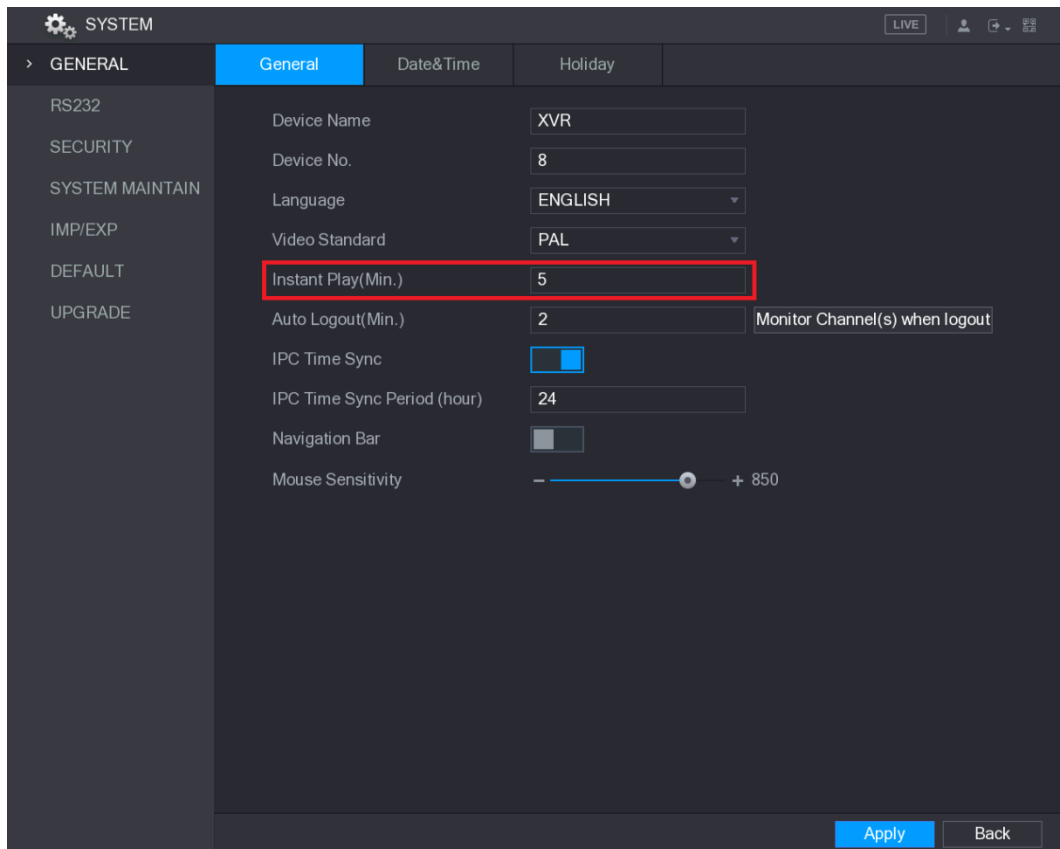 SYSTEM LIVE
GENERAL General Date&Time Holiday
RS232
SECURITY
SYSTEM MAINTAIN
IMP/EXP
DEFAULT
UPGRADE
Device Name XVR
Device No. 8
Language ENGLISH
Video Standard PAL
Instant Play(Min.) 5
Auto Logout(Min.) 2 Monitor Channel(s) when logout
IPC Time Sync
IPC Time Sync Period (hour) 24
Navigation Bar
Mouse Sensitivity − + 850
Apply Back